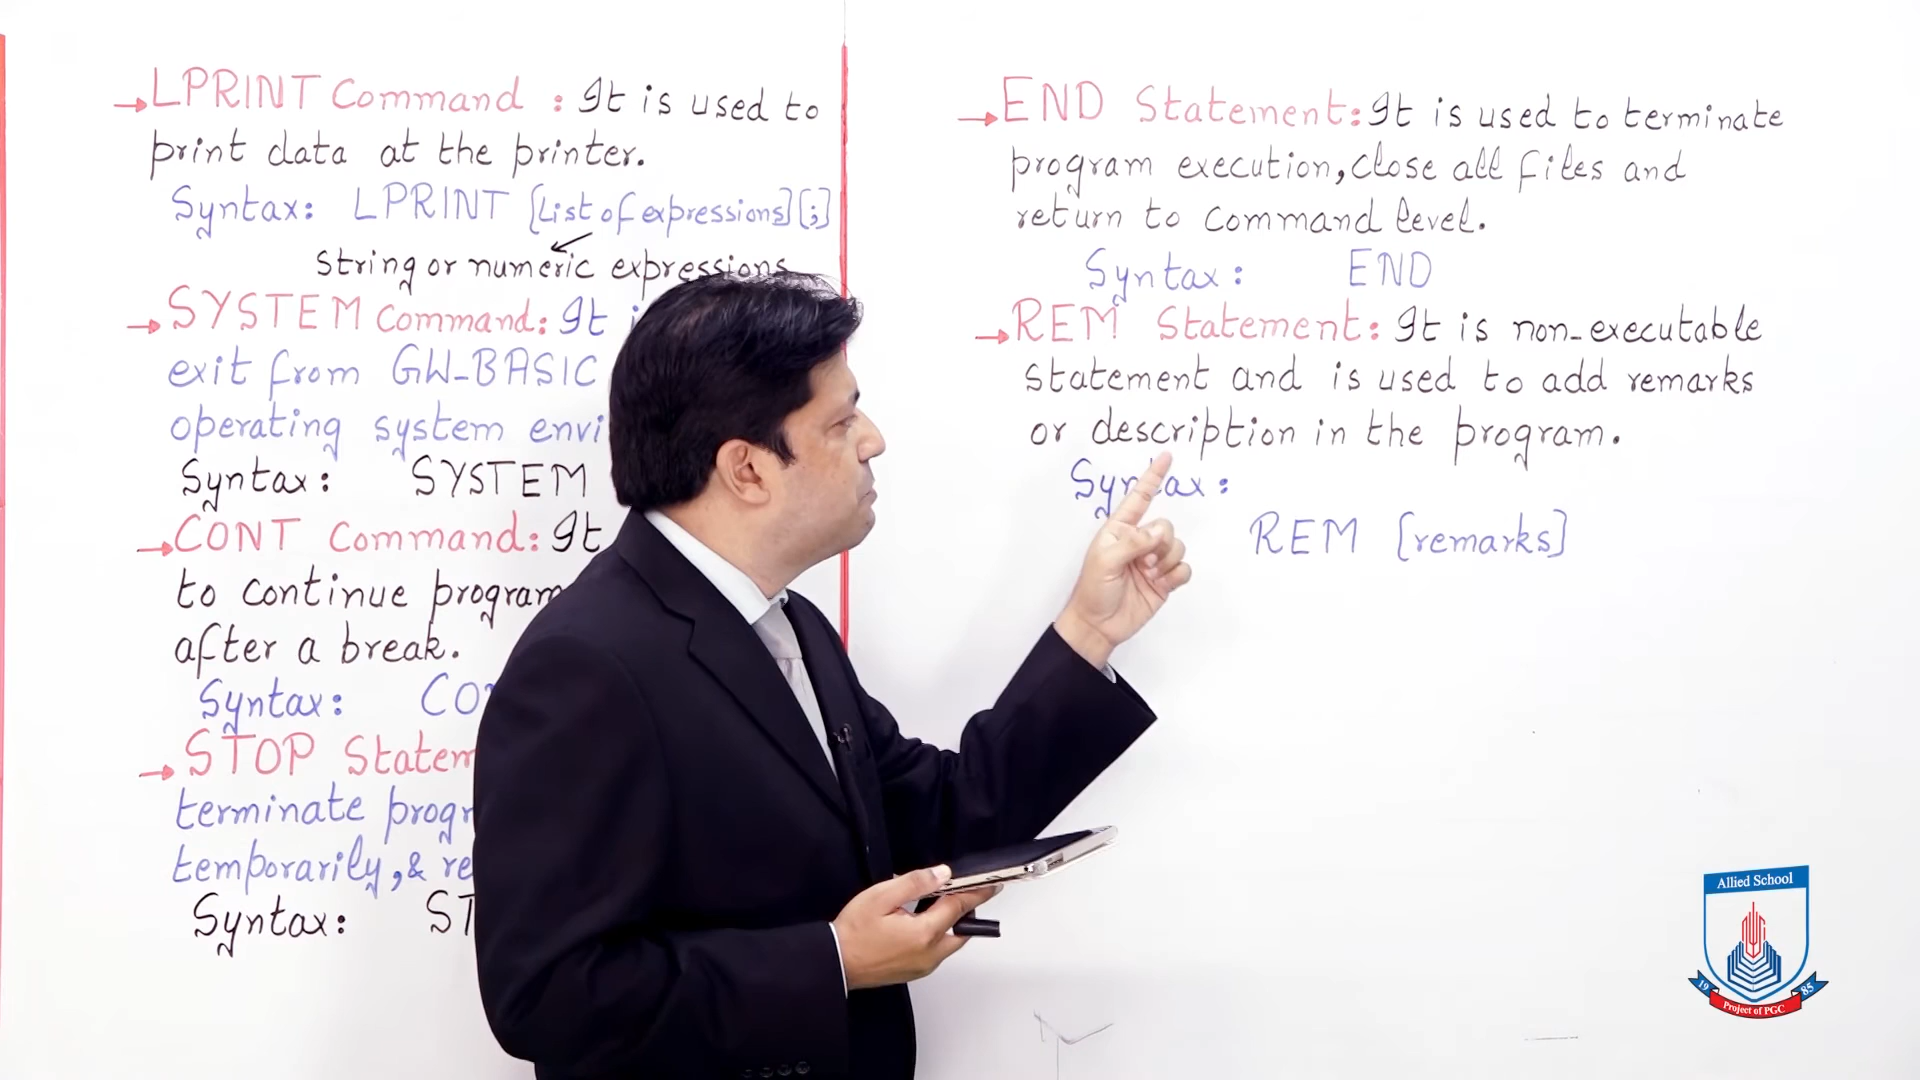 LPRINT Command : It is used to
print data at the printer.
Syntax: LPRINT [List of expressions][;]
string or numeric expressions
SYSTEM Command: It
exit from GW-BASIC
operating system
Syntax: SYSTEM
CONT Command: It
to continue program
after a break.
Syntax:
STOP
terminate
temporarily, &
Syntax:
END Statement: It is used to terminate
program execution, close all files and
return to command level.
Syntax: END
REM Statement: It is non-executable
statement and is used to add remarks
or description in the program.
Syntax:
REM [remarks]
Allied School
19 85
Project of PGC